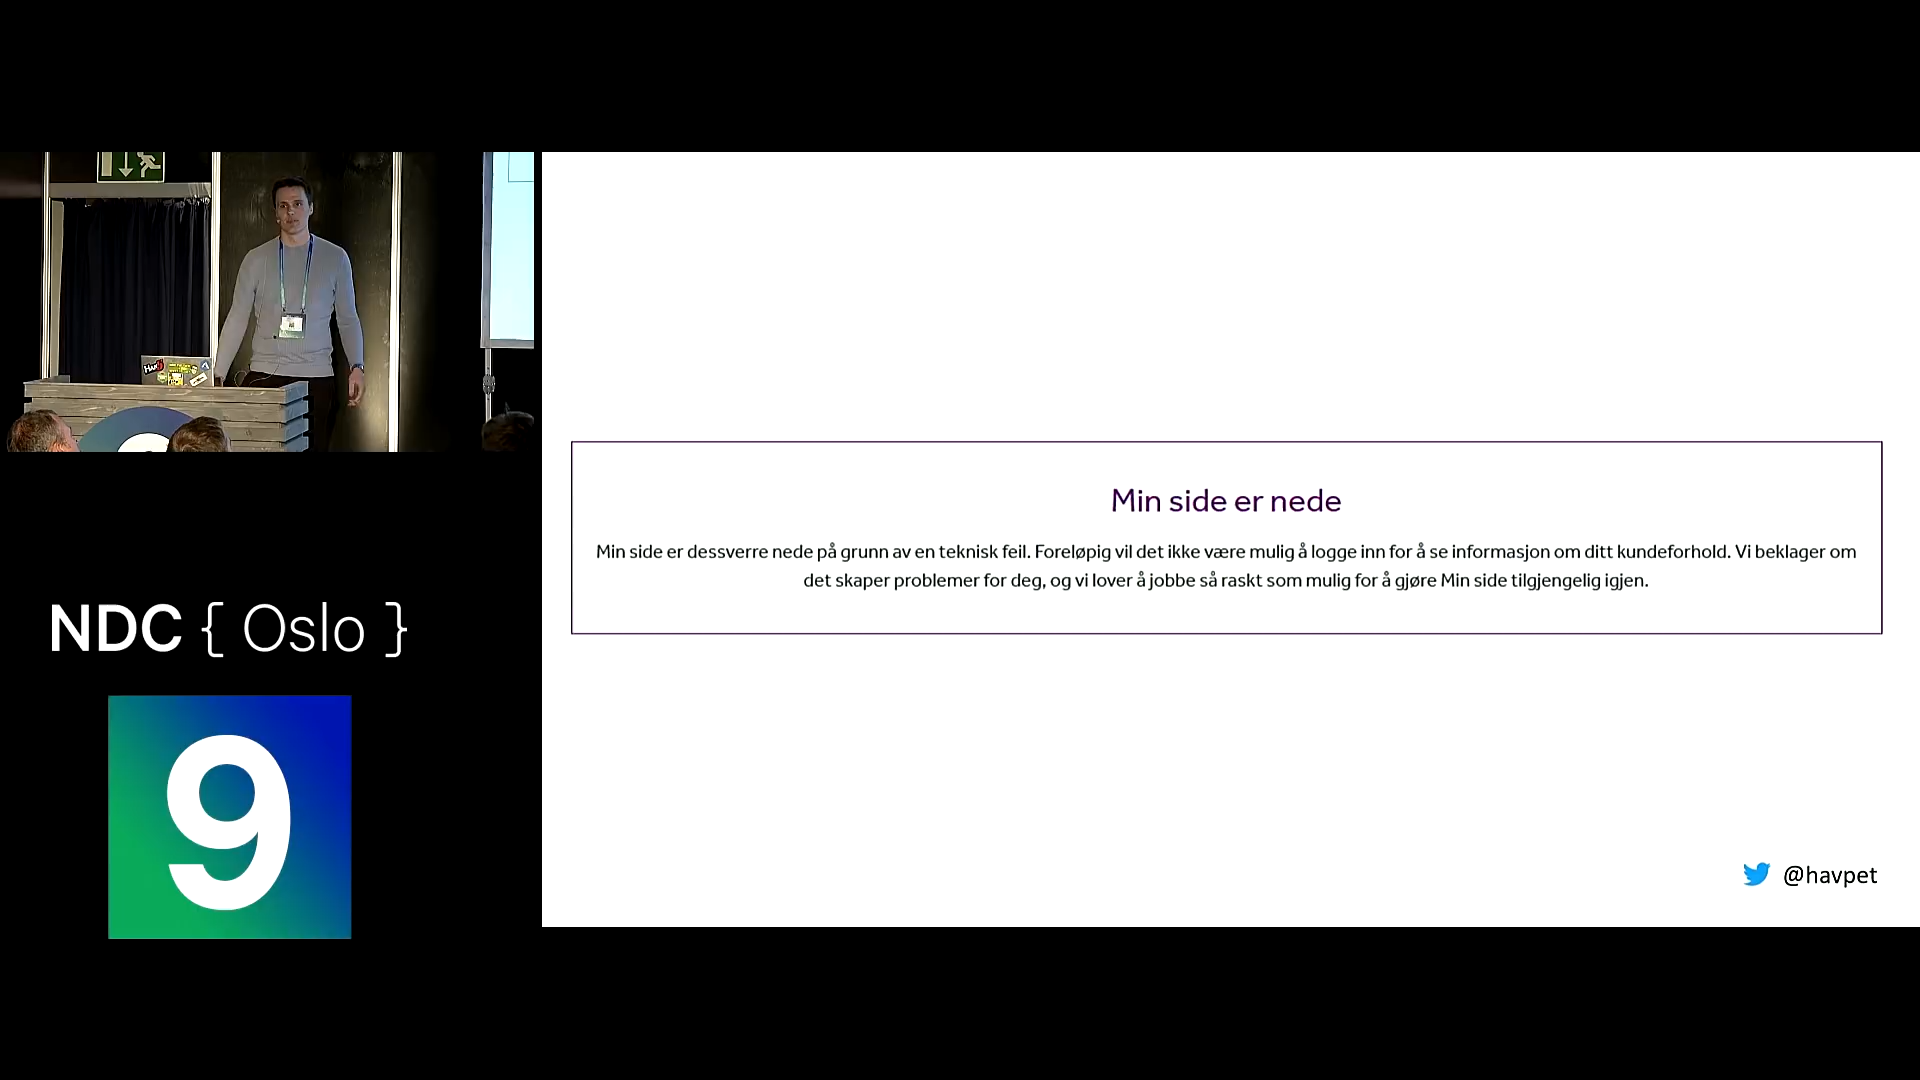 NDC { Oslo }
9
Min side er nede
Min side er dessverre nede på grunn av en teknisk feil. Foreløpig vil det ikke være mulig å logge inn for å se informasjon om ditt kundeforhold. Vi beklager om
det skaper problemer for deg, og vi lover å jobbe så raskt som mulig for å gjøre Min side tilgjengelig igjen.
@havpet